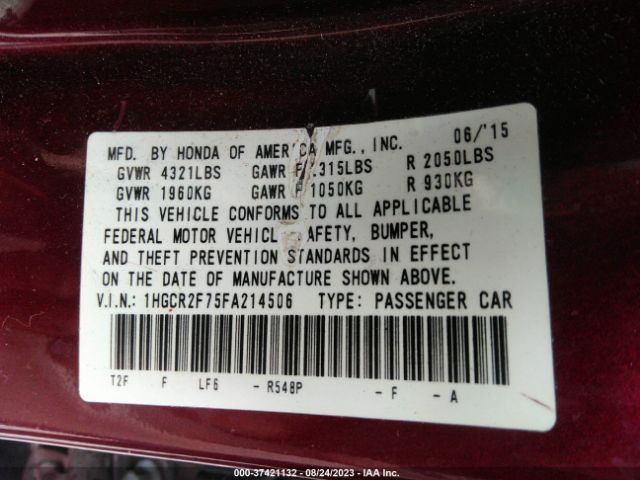 MFD. BY HONDA OF AMERICA MFG., INC. 06/'15
GVWR 4321LBS GAWR F 315LBS R 2050LBS
GVWR 1960KG GAWR F 1050KG R 930KG
THIS VEHICLE CONFORMS TO ALL APPLICABLE
FEDERAL MOTOR VEHICL AFETY, BUMPER,
AND THEFT PREVENTION STANDARDS IN EFFECT
ON THE DATE OF MANUFACTURE SHOWN ABOVE.
V.I.N.: 1HGCR2F75FA214506 TYPE: PASSENGER CAR
T2F F LF6 - R548P - F - A
000-37421132 - 08/24/2023 - IAA Inc.